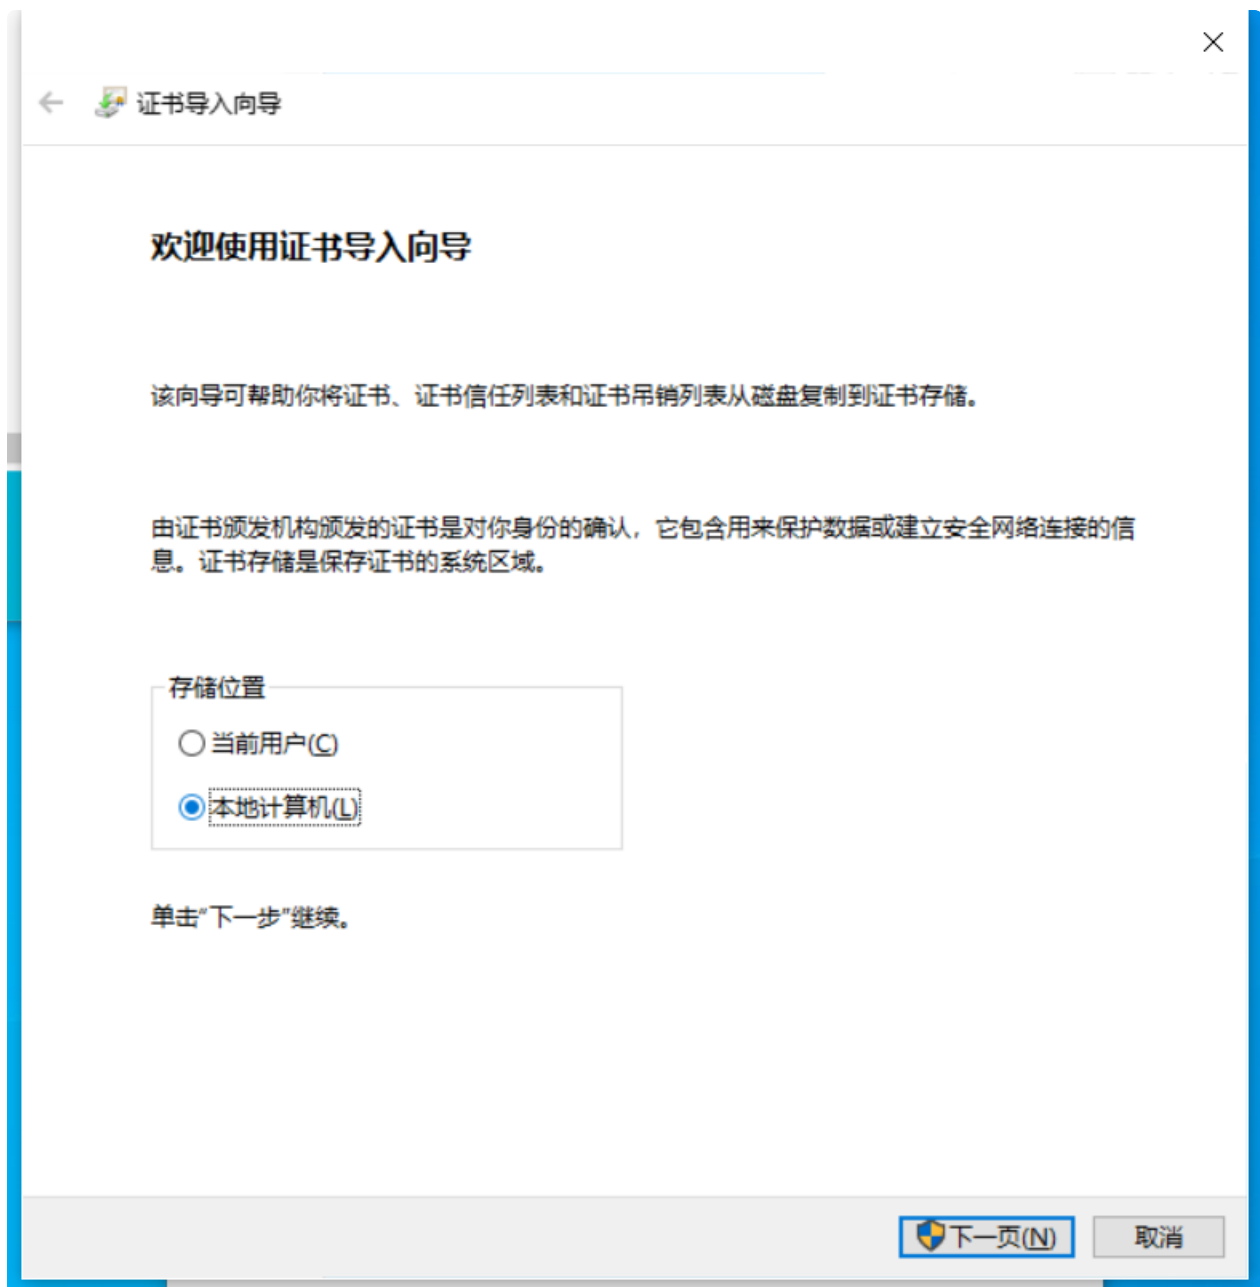 证书导入向导
欢迎使用证书导入向导
该向导可帮助你将证书、证书信任列表和证书吊销列表从磁盘复制到证书存储。
由证书颁发机构颁发的证书是对你身份的确认，它包含用来保护数据或建立安全网络连接的信
息。证书存储是保存证书的系统区域。
存储位置
当前用户(C)
本地计算机(L)
单击“下一步”继续。
下一页(N)
取消